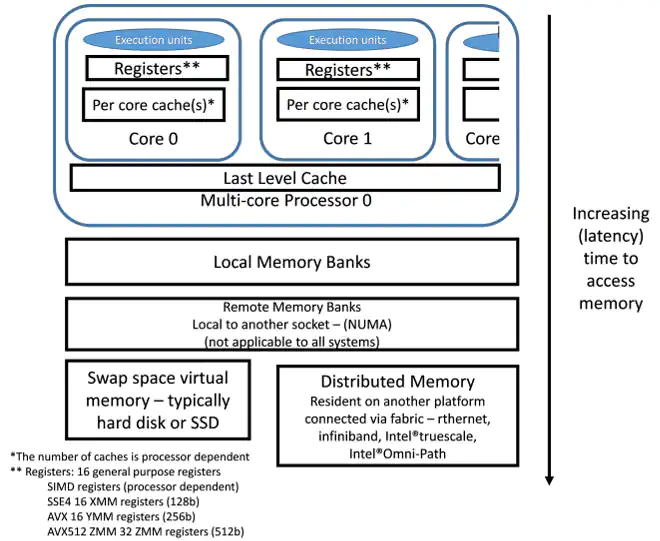 Execution units
Execution units
Registers**
Registers**
Per core cache(s)*
Per core cache(s)*
Core 0
Core 1
Core
Last Level Cache
Multi-core Processor 0
Increasing
(latency)
time to
access
memory
Local Memory Banks
Remote Memory Banks
Local to another socket – (NUMA)
(not applicable to all systems)
Swap space virtual
memory – typically
hard disk or SSD
Distributed Memory
Resident on another platform
connected via fabric – rthernet,
infiniband, Intel®truescale,
Intel®Omni-Path
*The number of caches is processor dependent
** Registers: 16 general purpose registers
SIMD registers (processor dependent)
SSE4 16 XMM registers (128b)
AVX 16 YMM registers (256b)
AVX512 ZMM 32 ZMM registers (512b)